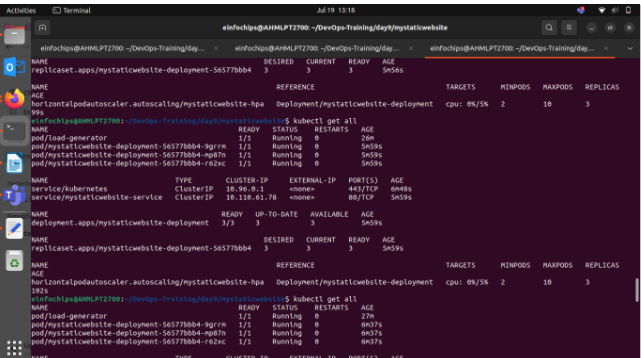 Activities Terminal Jul 19 13:18
einfochips@AHMLPT2700: ~/DevOps-Training/day9/mystaticwebsite
einfochips@AHMLPT2700: ~/DevOps-Training/day... × einfochips@AHMLPT2700: ~/DevOps-Training/day... × einfochips@AHMLPT2700: ~/DevOps-Training/day... ×
NAME DESIRED CURRENT READY AGE
replicaset.apps/mystaticwebsite-deployment-56577bbb4 3 3 3 5m56s
NAME REFERENCE TARGETS MINPODS MAXPODS REPLICAS
AGE
horizontalpodautoscaler.autoscaling/mystaticwebsite-hpa Deployment/mystaticwebsite-deployment cpu: 0%/5% 2 10 3
99s
einfochips@AHMLPT2700:~/DevOps-Training/day9/mystaticwebsite$ kubectl get all
NAME READY STATUS RESTARTS AGE
pod/load-generator 1/1 Running 0 26m
pod/mystaticwebsite-deployment-56577bbb4-9grrm 1/1 Running 0 5m59s
pod/mystaticwebsite-deployment-56577bbb4-mp87n 1/1 Running 0 5m59s
pod/mystaticwebsite-deployment-56577bbb4-r62xc 1/1 Running 0 5m59s
NAME TYPE CLUSTER-IP EXTERNAL-IP PORT(S) AGE
service/kubernetes ClusterIP 10.96.0.1 <none> 443/TCP 6m48s
service/mystaticwebsite-service ClusterIP 10.110.61.78 <none> 80/TCP 5m59s
NAME READY UP-TO-DATE AVAILABLE AGE
deployment.apps/mystaticwebsite-deployment 3/3 3 3 5m59s
NAME DESIRED CURRENT READY AGE
replicaset.apps/mystaticwebsite-deployment-56577bbb4 3 3 3 5m59s
NAME REFERENCE TARGETS MINPODS MAXPODS REPLICAS
AGE
horizontalpodautoscaler.autoscaling/mystaticwebsite-hpa Deployment/mystaticwebsite-deployment cpu: 0%/5% 2 10 3
102s
einfochips@AHMLPT2700:~/DevOps-Training/day9/mystaticwebsite$ kubectl get all
NAME READY STATUS RESTARTS AGE
pod/load-generator 1/1 Running 0 27m
pod/mystaticwebsite-deployment-56577bbb4-9grrm 1/1 Running 0 6m37s
pod/mystaticwebsite-deployment-56577bbb4-mp87n 1/1 Running 0 6m37s
pod/mystaticwebsite-deployment-56577bbb4-r62xc 1/1 Running 0 6m37s
NAME TYPE CLUSTER-IP EXTERNAL-IP PORT(S) AGE